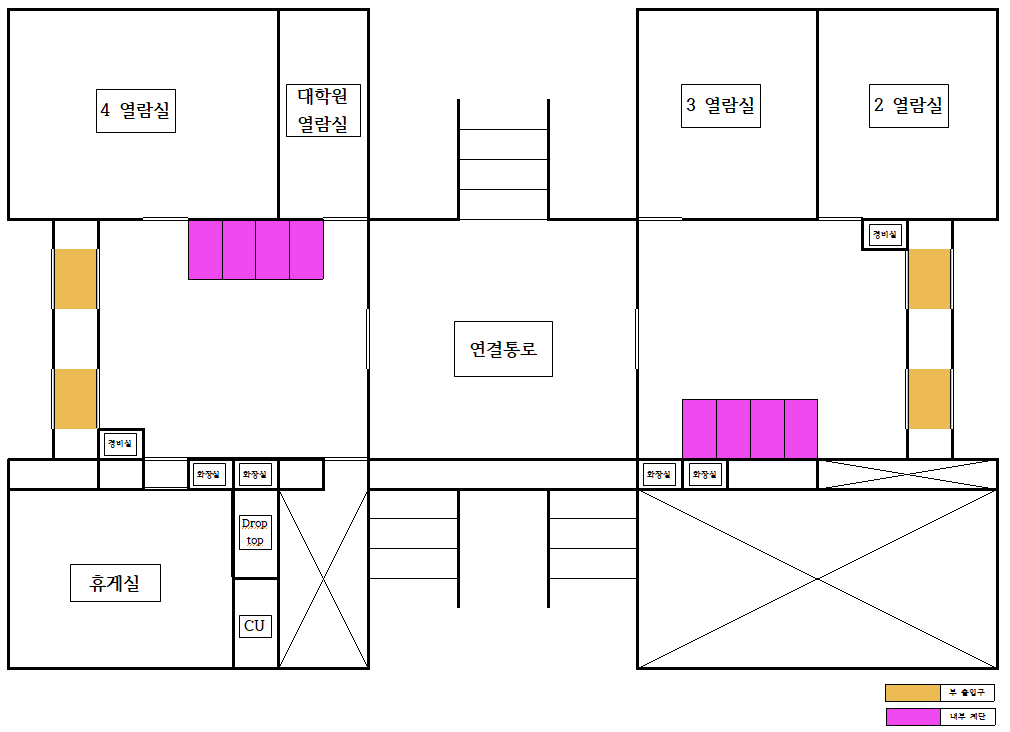 4 열람실
대학원
열람실
3 열람실
2 열람실
경비실
연결통로
경비실
화장실
화장실
화장실
화장실
Drop
top
휴게실
CU
부 출입구
내부 계단